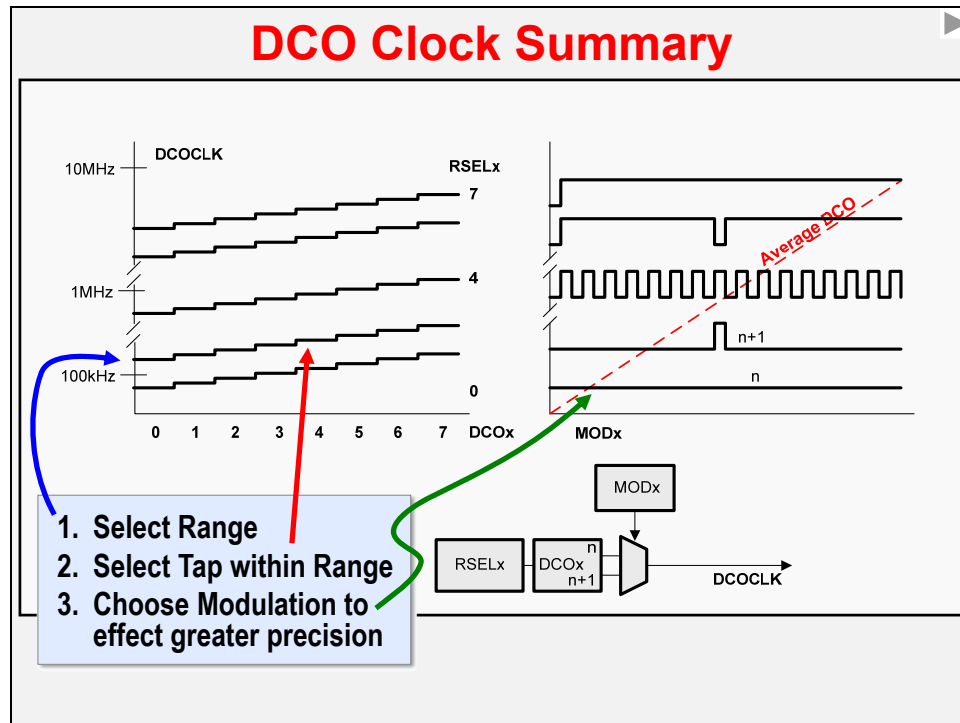 DCO Clock Summary
DCOCLK
RSELx
10MHz
7
4
1MHz
100kHz
0
0 1 2 3 4 5 6 7 DCOx
Average DCO
n+1
n
MODx
1. Select Range
2. Select Tap within Range
3. Choose Modulation to
effect greater precision
MODx
RSELx
DCOx
n
n+1
DCOCLK